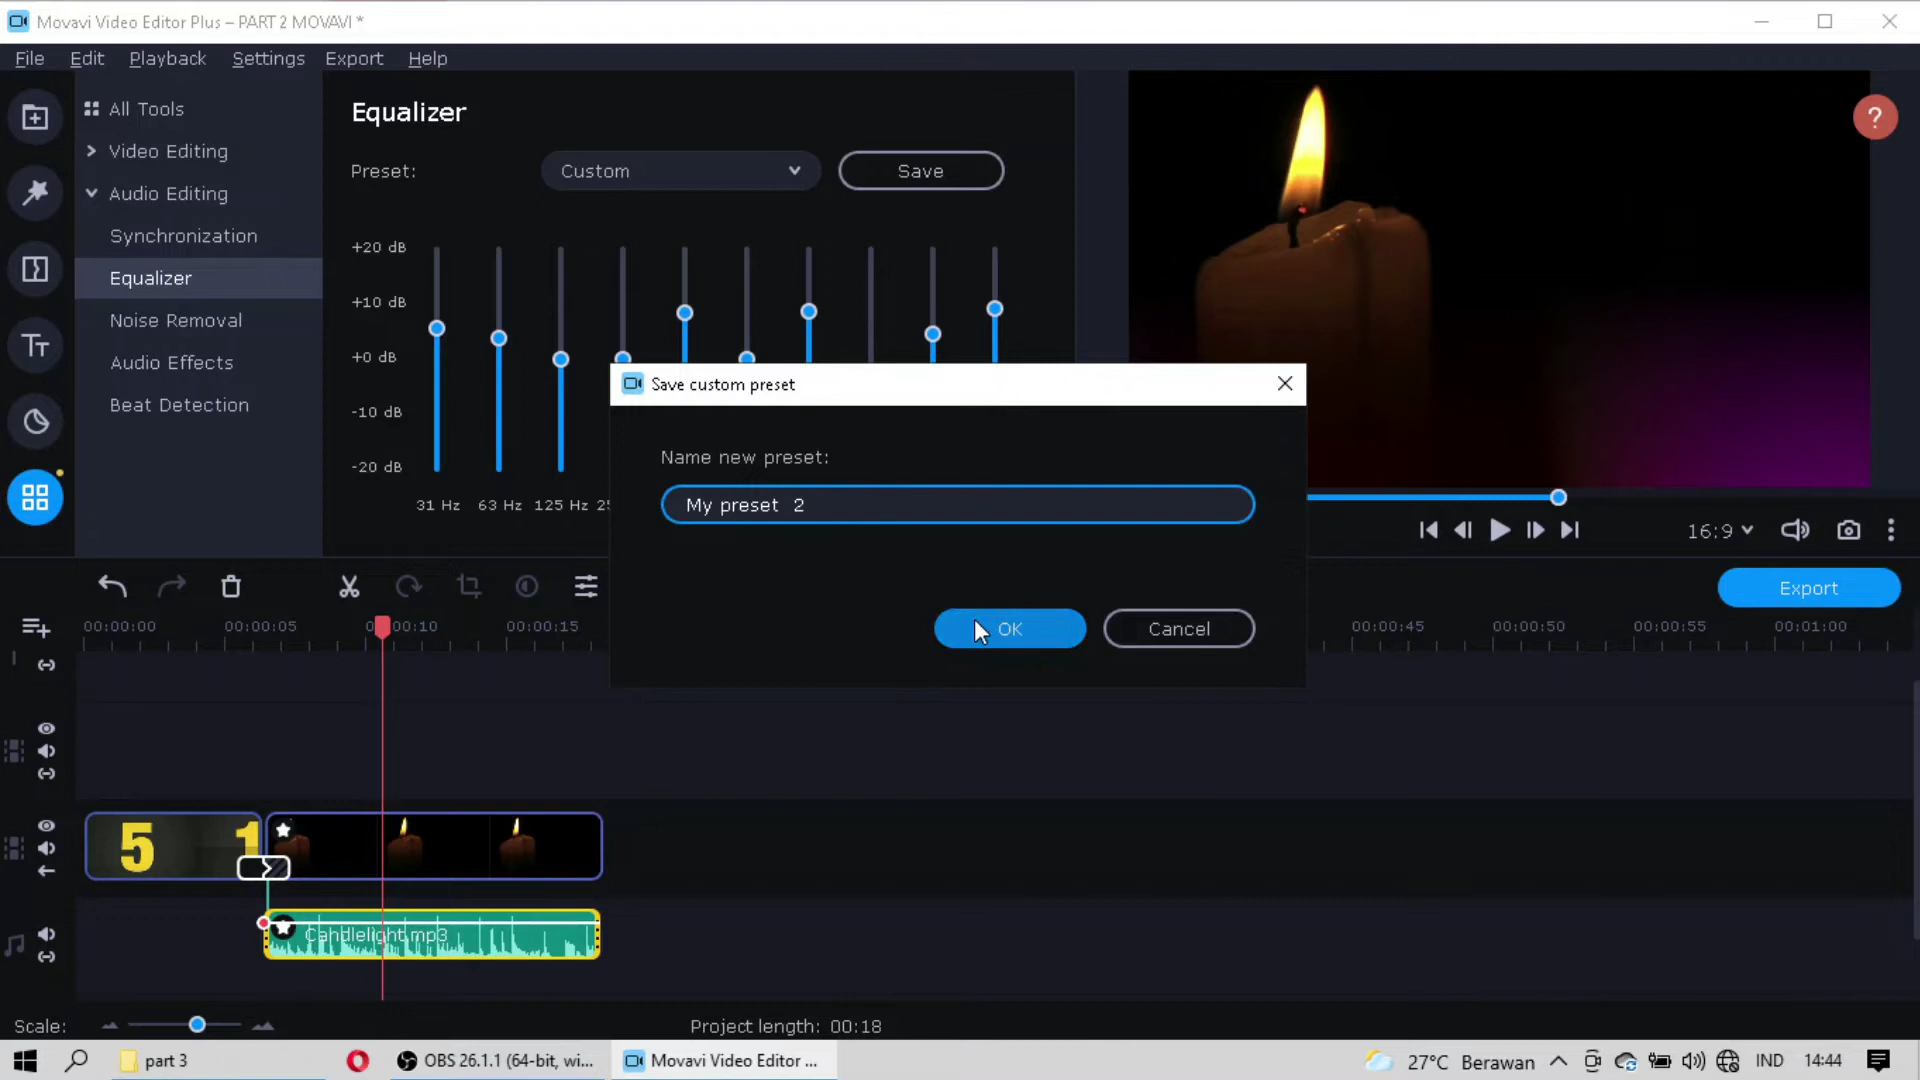 Movavi Video Editor Plus – PART 2 MOVAVI *
File Edit Playback Settings Export Help
All Tools
Video Editing
Audio Editing
Synchronization
Equalizer
Noise Removal
Audio Effects
Beat Detection
Equalizer
Preset: Custom Save
+20 dB
+10 dB
+0 dB
-10 dB
-20 dB
31 Hz 63 Hz 125 Hz
?
Save custom preset
Name new preset:
My preset 2
OK Cancel
16:9
Export
00:00:00 00:00:05 00:10 00:00:15 00:00:45 00:00:50 00:00:55 00:01:00
5 1
Candlelight.mp3
Scale: Project length: 00:18
part 3 OBS 26.1.1 (64-bit, wi... Movavi Video Editor ... 27°C Berawan IND 14:44